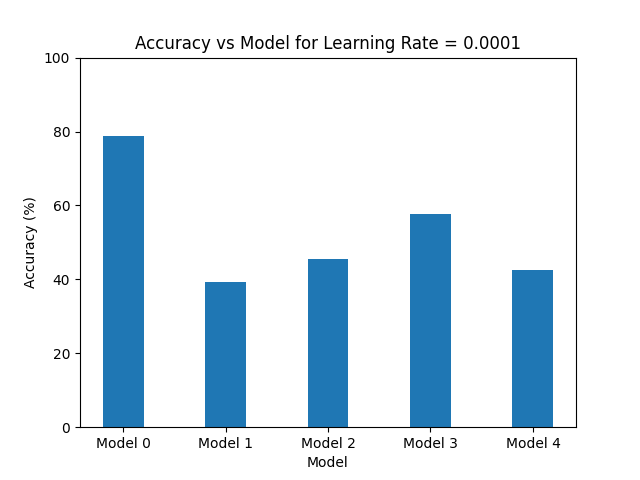 Accuracy vs Model for Learning Rate = 0.0001
100
80
60
40
20
0
Accuracy (%)
Model 0 Model 1 Model 2 Model 3 Model 4
Model